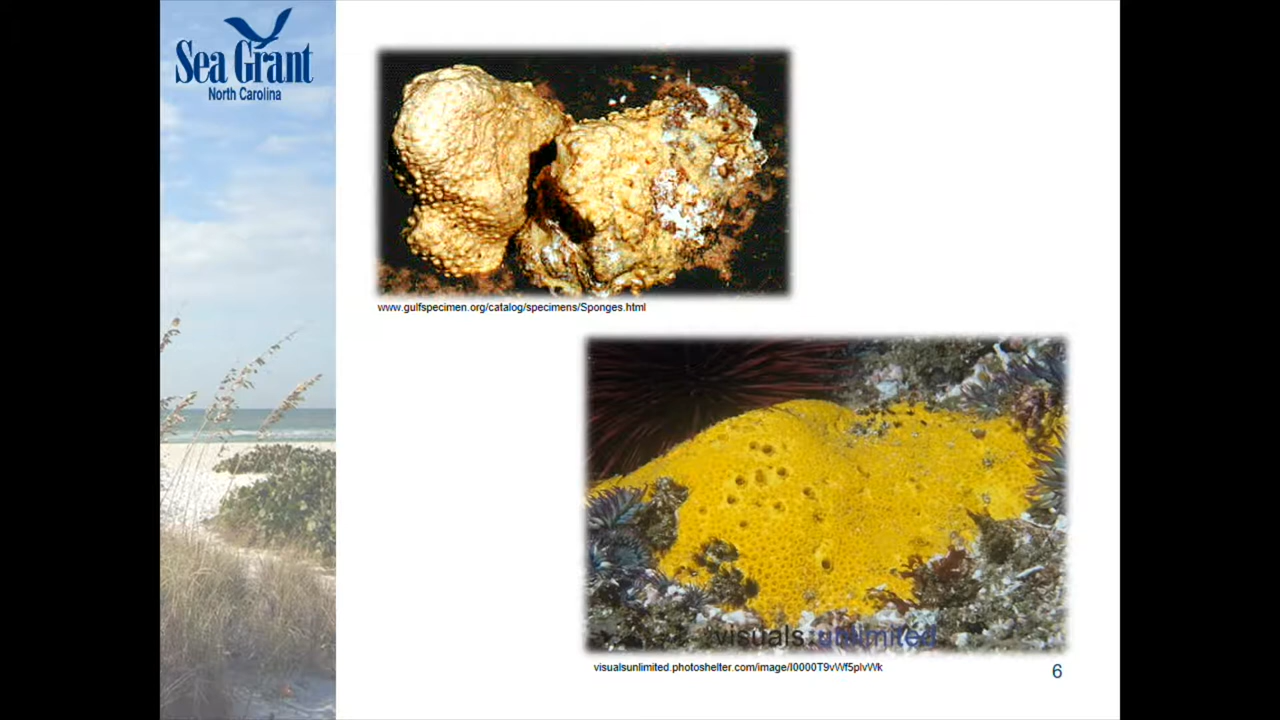 Sea Grant
North Carolina
www.gulfspecimen.org/catalog/specimens/Sponges.html
visuals unlimited
visualsunlimited.photoshelter.com/image/I0000T9vWf5plvWk
6